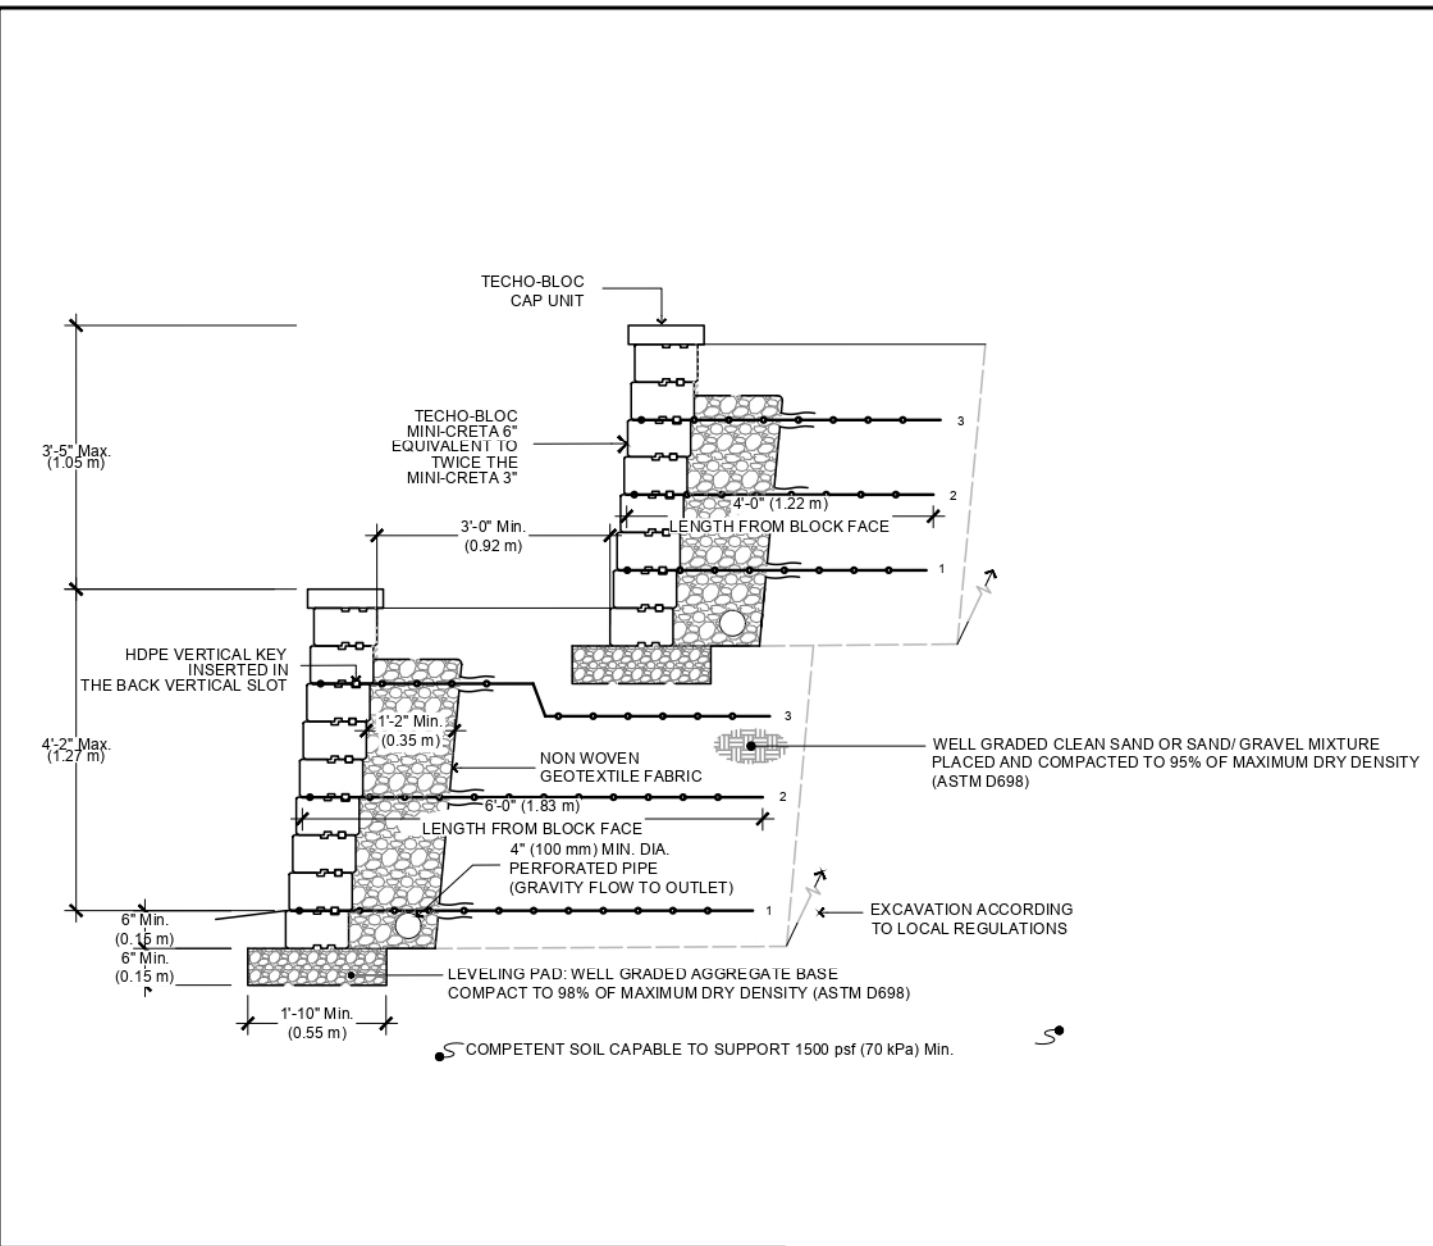 TECHO-BLOC
CAP UNIT
TECHO-BLOC
MINI-CRETA 6"
EQUIVALENT TO
TWICE THE
MINI-CRETA 3"
3
3'-5" Max.
(1.05 m)
2
4'-0" (1.22 m)
LENGTH FROM BLOCK FACE
3'-0" Min.
(0.92 m)
1
HDPE VERTICAL KEY
INSERTED IN
THE BACK VERTICAL SLOT
3
1'-2" Min.
(0.35 m)
4'-2" Max.
(1.27 m)
WELL GRADED CLEAN SAND OR SAND/ GRAVEL MIXTURE
PLACED AND COMPACTED TO 95% OF MAXIMUM DRY DENSITY
(ASTM D698)
NON WOVEN
GEOTEXTILE FABRIC
2
6'-0" (1.83 m)
LENGTH FROM BLOCK FACE
4" (100 mm) MIN. DIA.
PERFORATED PIPE
(GRAVITY FLOW TO OUTLET)
1
EXCAVATION ACCORDING
TO LOCAL REGULATIONS
6" Min.
(0.15 m)
6" Min.
(0.15 m)
LEVELING PAD: WELL GRADED AGGREGATE BASE
COMPACT TO 98% OF MAXIMUM DRY DENSITY (ASTM D698)
1'-10" Min.
(0.55 m)
COMPETENT SOIL CAPABLE TO SUPPORT 1500 psf (70 kPa) Min.